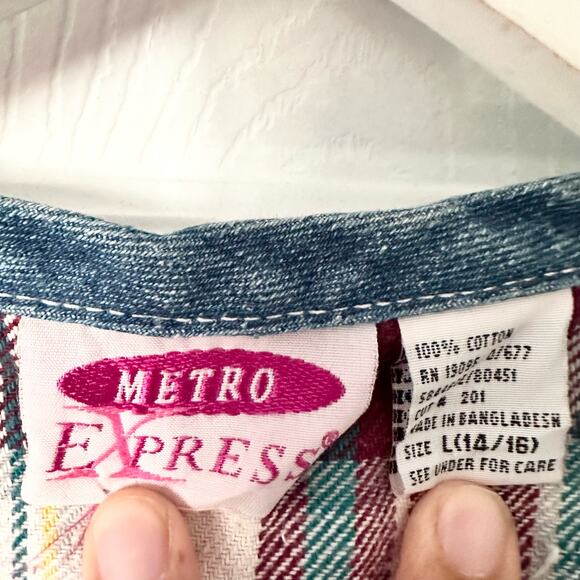 METRO
EXPRESS®
100% COTTON
RN
CUT # 201
MADE IN BANGLADESH
SIZE L(14/16)
SEE UNDER FOR CARE